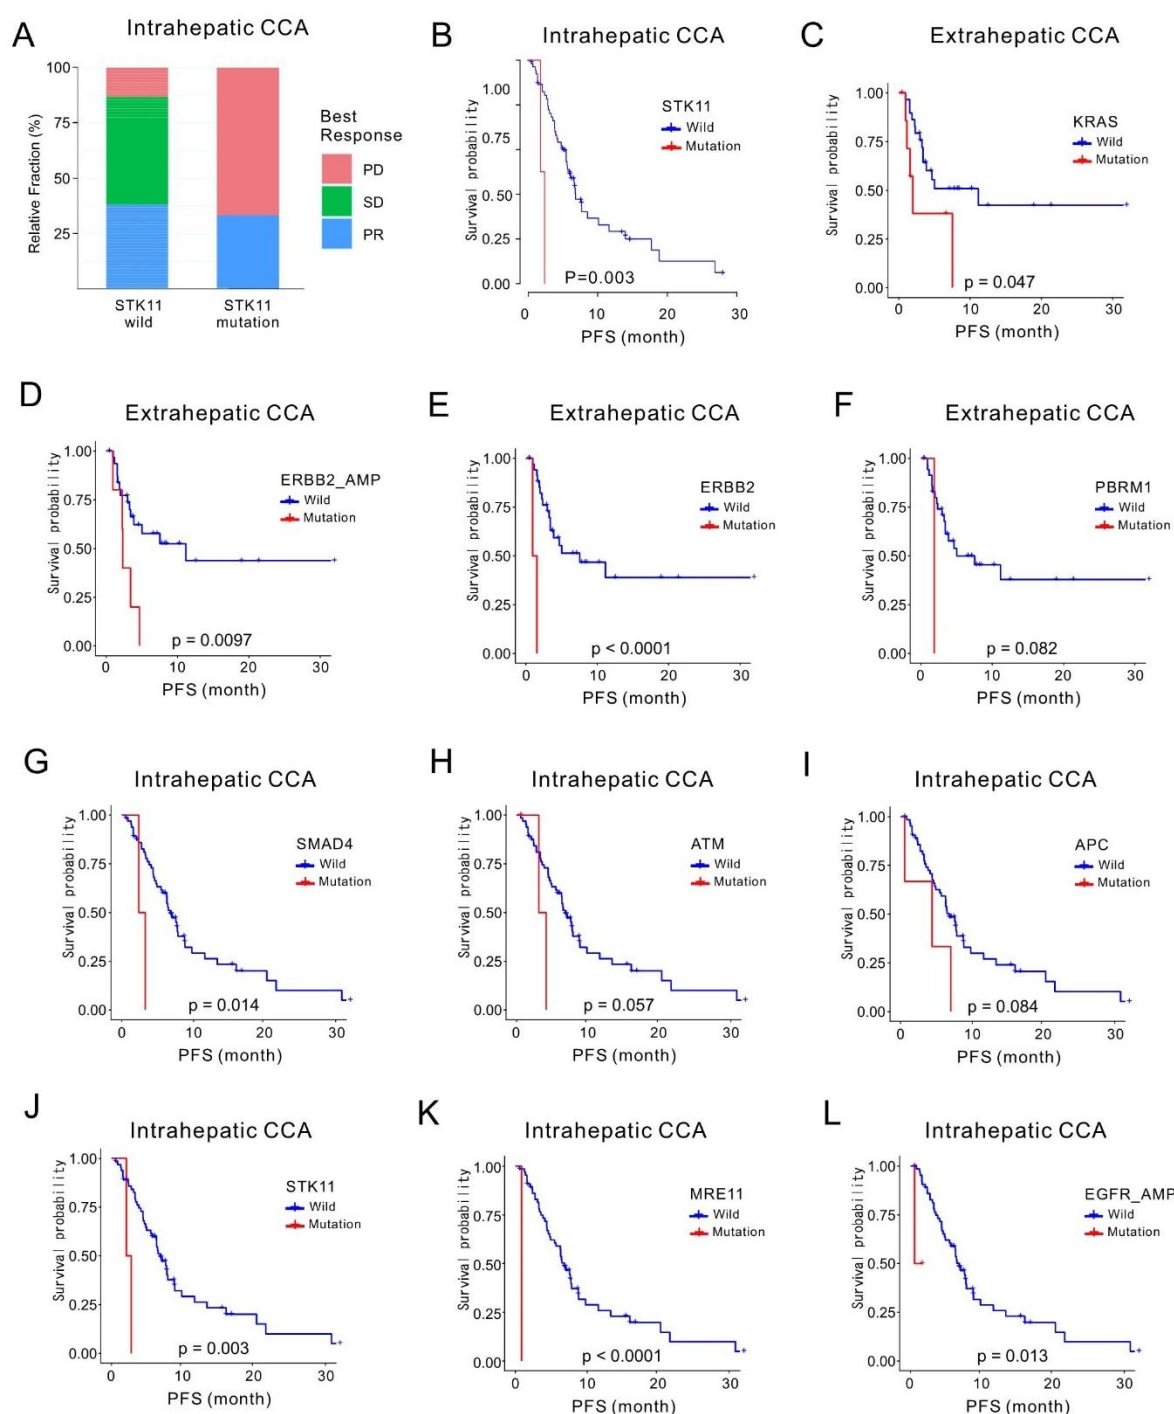 A
Intrahepatic CCA
100
75
50
25
Relative Fraction (%)
STK11
wild
STK11
mutation
Best
Response
PD
SD
PR
B
Intrahepatic CCA
1.00
0.75
0.50
0.25
0.00
Survival probability
STK11
Wild
Mutation
P=0.003
0 10 20 30
PFS (month)
C
Extrahepatic CCA
1.00
0.75
0.50
0.25
0.00
Survival probability
KRAS
Wild
Mutation
p = 0.047
0 10 20 30
PFS (month)
D
Extrahepatic CCA
1.00
0.75
0.50
0.25
0.00
Survival probability
ERBB2_AMP
Wild
Mutation
p = 0.0097
0 10 20 30
PFS (month)
E
Extrahepatic CCA
1.00
0.75
0.50
0.25
0.00
Survival probability
ERBB2
Wild
Mutation
p < 0.0001
0 10 20 30
PFS (month)
F
Extrahepatic CCA
1.00
0.75
0.50
0.25
0.00
Survival probability
PBRM1
Wild
Mutation
p = 0.082
0 10 20 30
PFS (month)
G
Intrahepatic CCA
1.00
0.75
0.50
0.25
0.00
Survival probability
SMAD4
Wild
Mutation
p = 0.014
0 10 20 30
PFS (month)
H
Intrahepatic CCA
1.00
0.75
0.50
0.25
0.00
Survival probability
ATM
Wild
Mutation
p = 0.057
0 10 20 30
PFS (month)
I
Intrahepatic CCA
1.00
0.75
0.50
0.25
0.00
Survival probability
APC
Wild
Mutation
p = 0.084
0 10 20 30
PFS (month)
J
Intrahepatic CCA
1.00
0.75
0.50
0.25
0.00
Survival probability
STK11
Wild
Mutation
p = 0.003
0 10 20 30
PFS (month)
K
Intrahepatic CCA
1.00
0.75
0.50
0.25
0.00
Survival probability
MRE11
Wild
Mutation
p < 0.0001
0 10 20 30
PFS (month)
L
Intrahepatic CCA
1.00
0.75
0.50
0.25
0.00
Survival probability
EGFR_AMP
Wild
Mutation
p = 0.013
0 10 20 30
PFS (month)